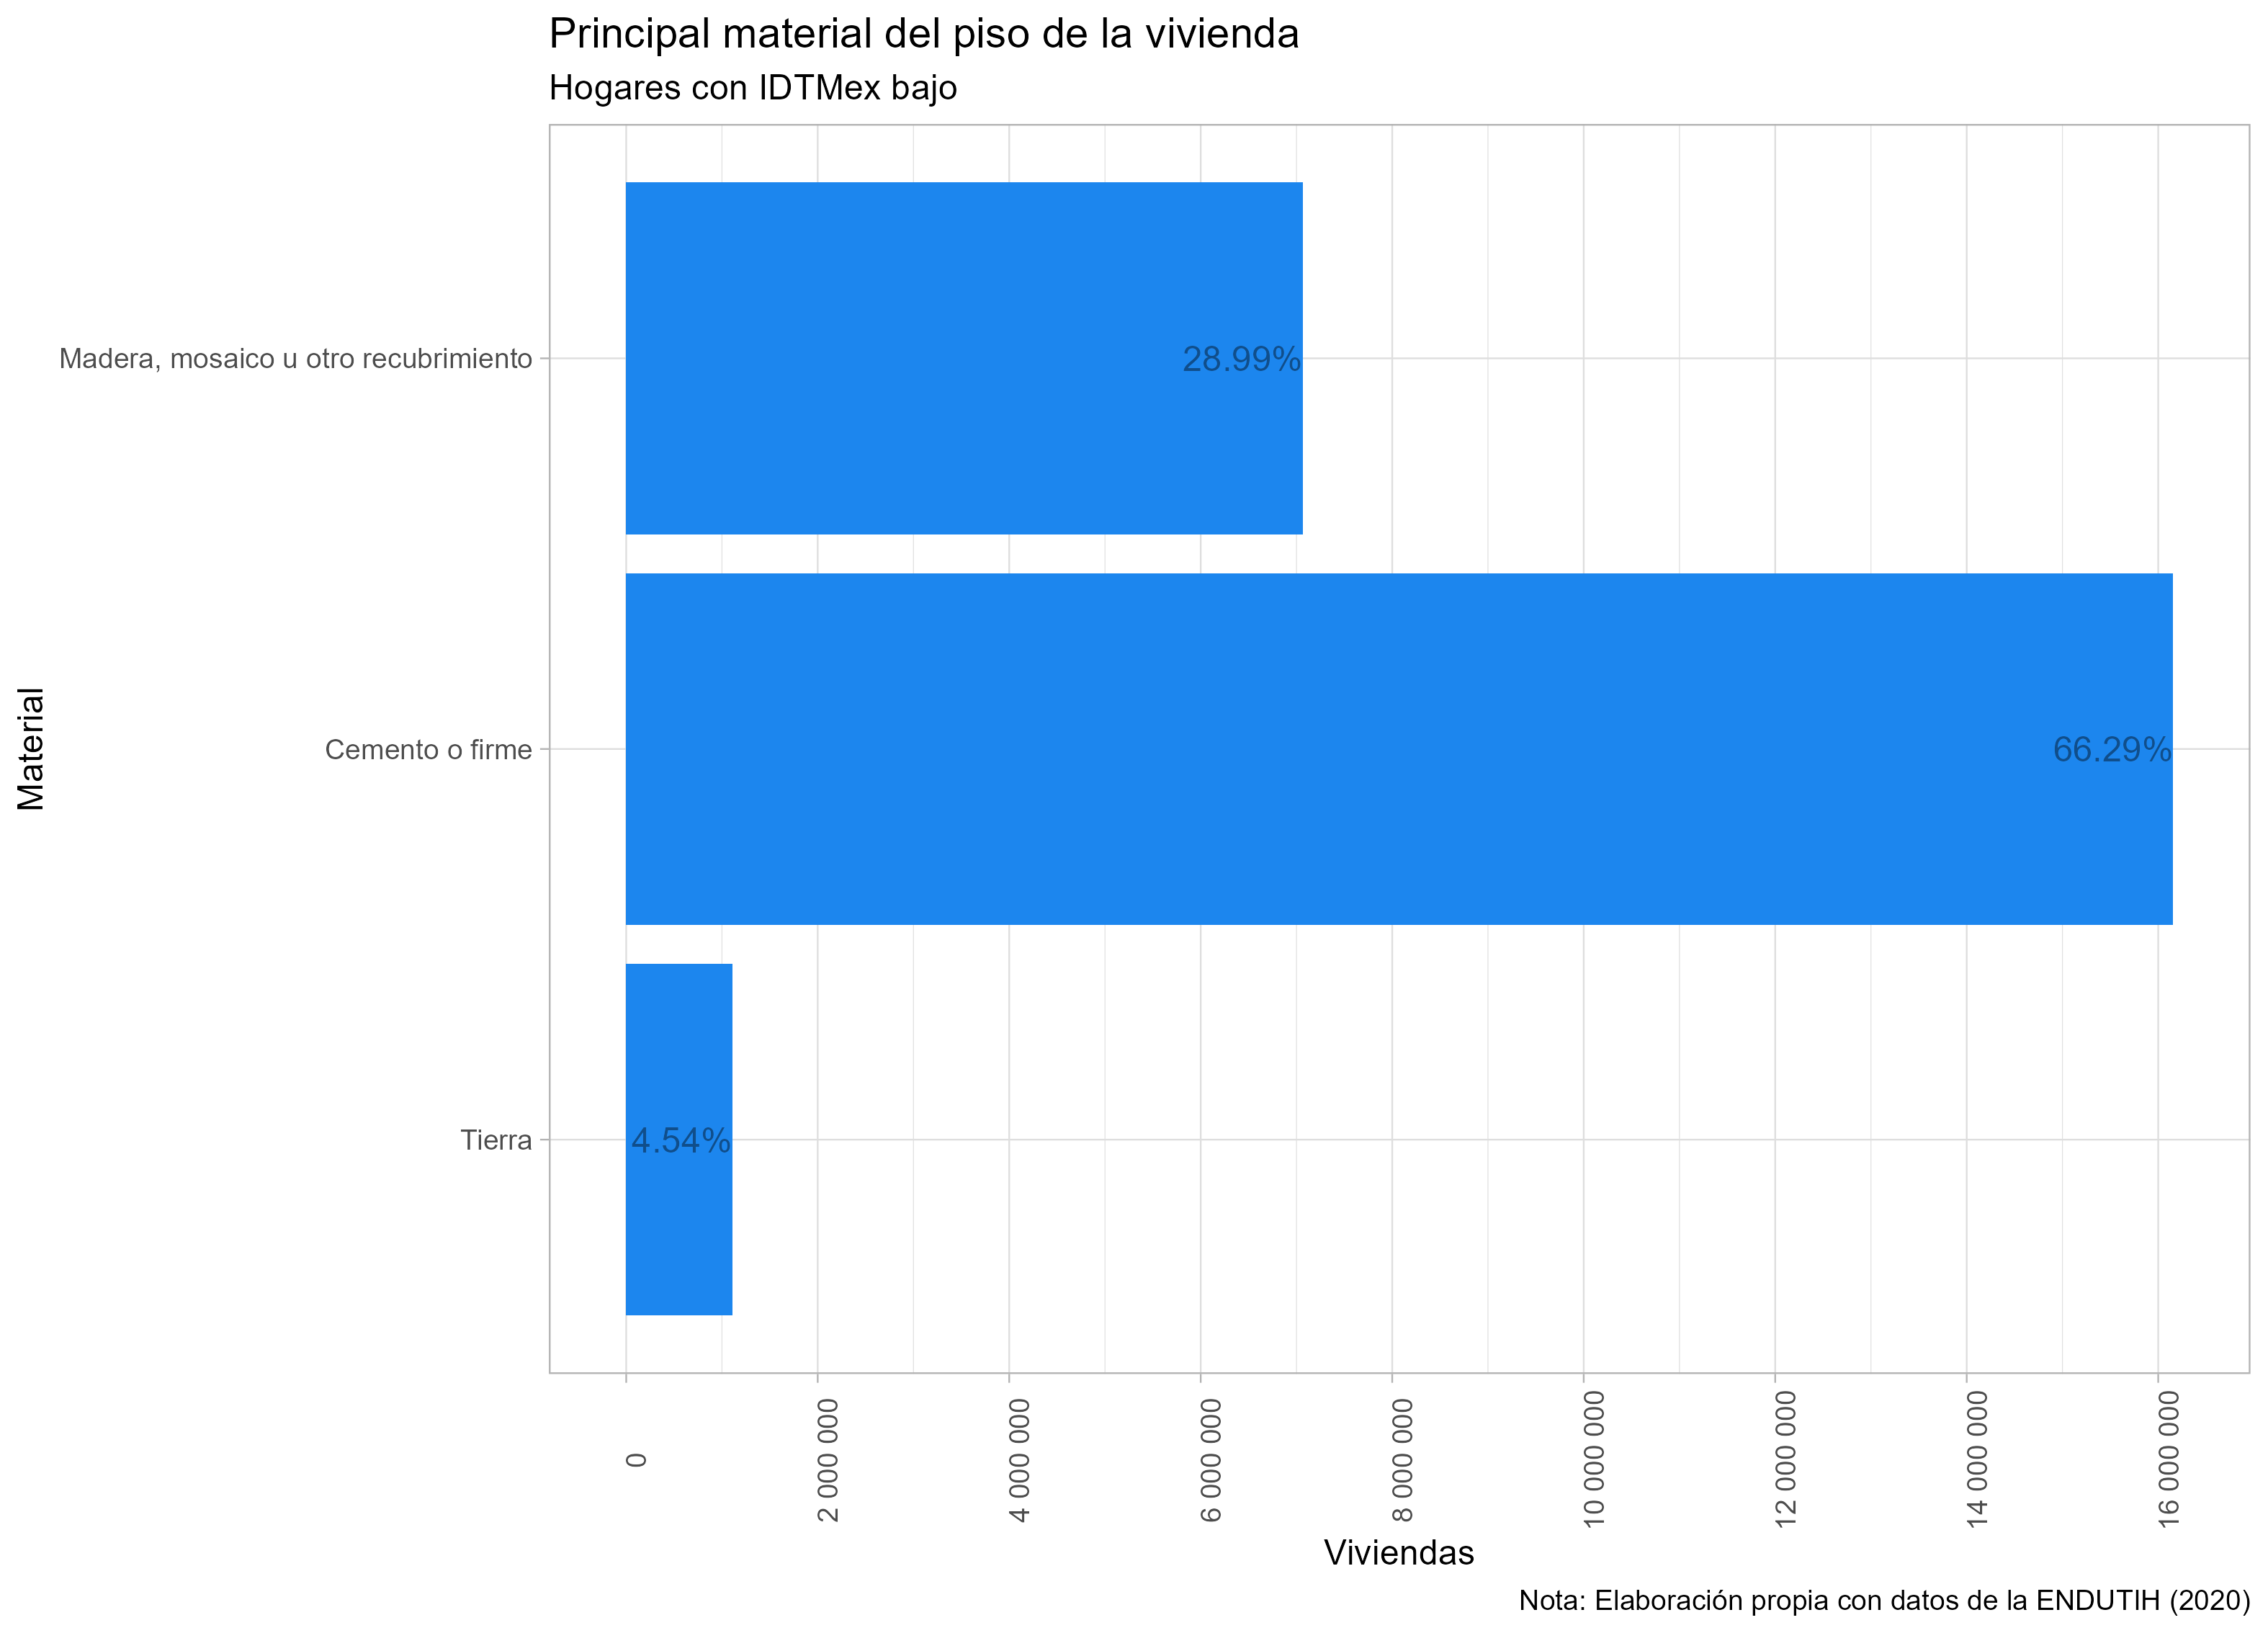 Principal material del piso de la vivienda
Hogares con IDTMex bajo
Material
Madera, mosaico u otro recubrimiento
28.99%
Cemento o firme
66.29%
Tierra
4.54%
0
2 000 000
4 000 000
6 000 000
8 000 000
10 000 000
12 000 000
14 000 000
16 000 000
Viviendas
Nota: Elaboración propia con datos de la ENDUTIH (2020)